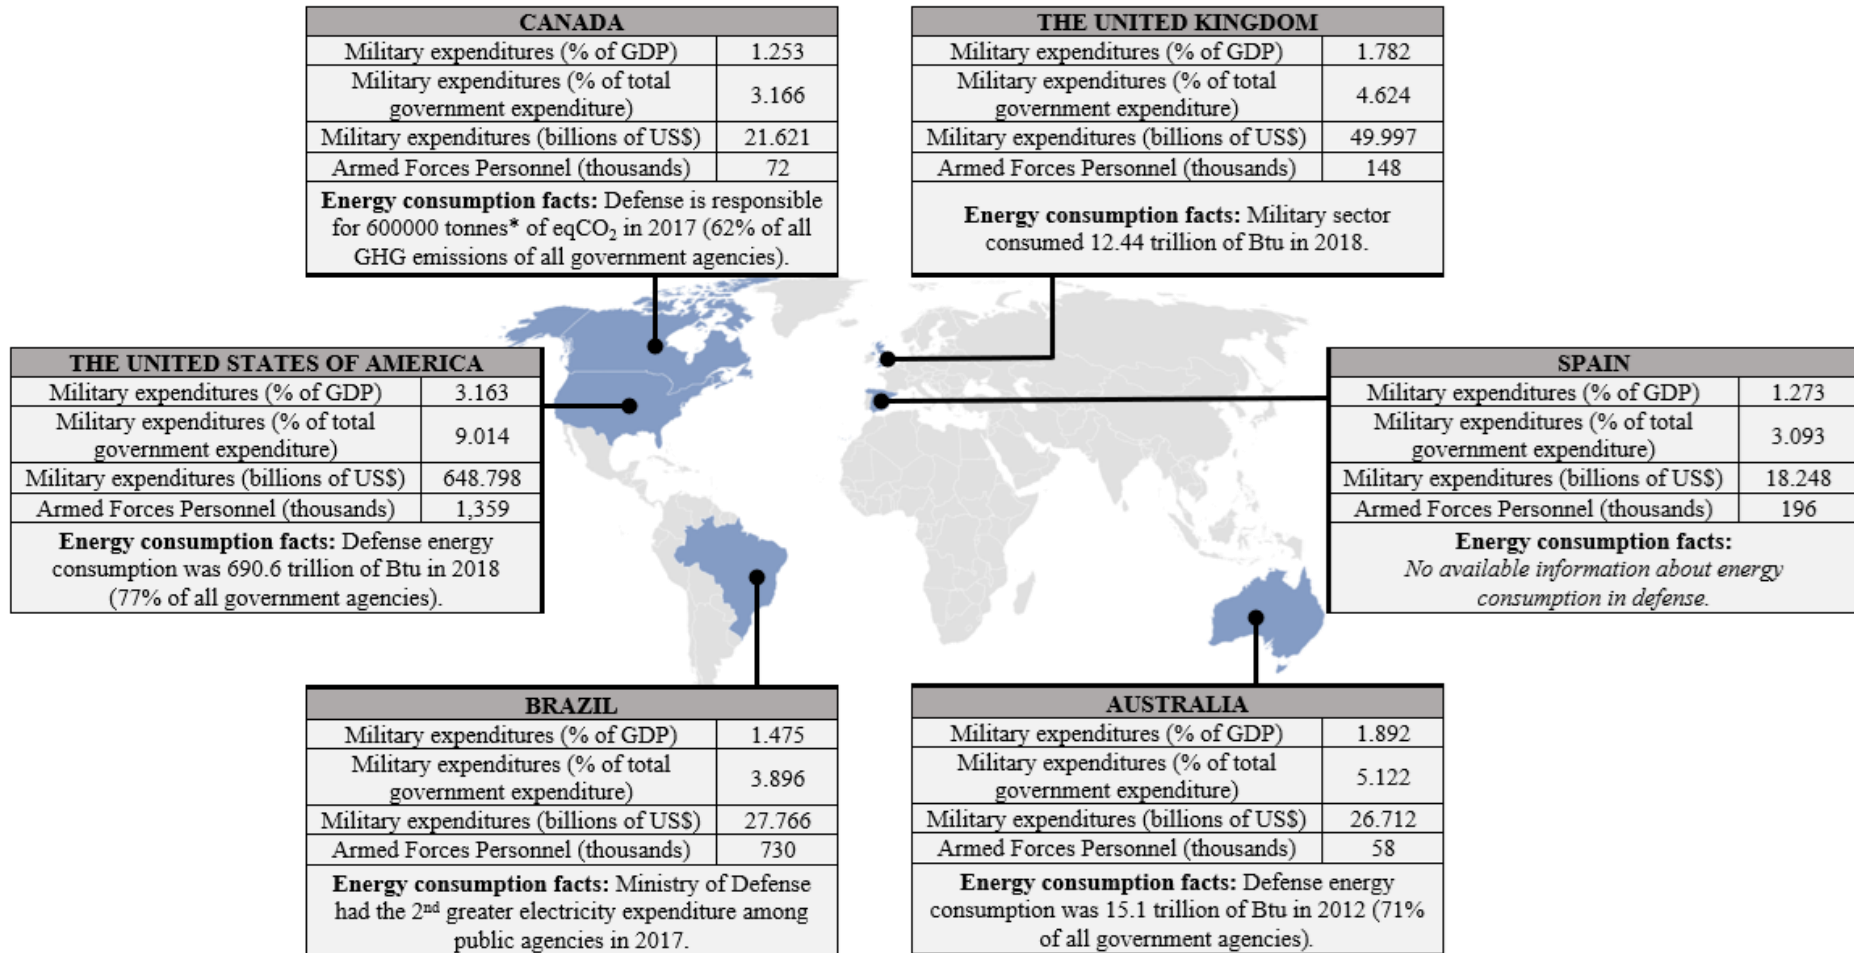 CANADA
Military expenditures (% of GDP) 1.253
Military expenditures (% of total
government expenditure) 3.166
Military expenditures (billions of US$) 21.621
Armed Forces Personnel (thousands) 72
Energy consumption facts: Defense is responsible
for 600000 tonnes* of eqCO₂ in 2017 (62% of all
GHG emissions of all government agencies).
THE UNITED KINGDOM
Military expenditures (% of GDP) 1.782
Military expenditures (% of total
government expenditure) 4.624
Military expenditures (billions of US$) 49.997
Armed Forces Personnel (thousands) 148
Energy consumption facts: Military sector
consumed 12.44 trillion of Btu in 2018.
THE UNITED STATES OF AMERICA
Military expenditures (% of GDP) 3.163
Military expenditures (% of total
government expenditure) 9.014
Military expenditures (billions of US$) 648.798
Armed Forces Personnel (thousands) 1,359
Energy consumption facts: Defense energy
consumption was 690.6 trillion of Btu in 2018
(77% of all government agencies).
SPAIN
Military expenditures (% of GDP) 1.273
Military expenditures (% of total
government expenditure) 3.093
Military expenditures (billions of US$) 18.248
Armed Forces Personnel (thousands) 196
Energy consumption facts:
No available information about energy
consumption in defense.
BRAZIL
Military expenditures (% of GDP) 1.475
Military expenditures (% of total
government expenditure) 3.896
Military expenditures (billions of US$) 27.766
Armed Forces Personnel (thousands) 730
Energy consumption facts: Ministry of Defense
had the 2nd greater electricity expenditure among
public agencies in 2017.
AUSTRALIA
Military expenditures (% of GDP) 1.892
Military expenditures (% of total
government expenditure) 5.122
Military expenditures (billions of US$) 26.712
Armed Forces Personnel (thousands) 58
Energy consumption facts: Defense energy
consumption was 15.1 trillion of Btu in 2012 (71%
of all government agencies).